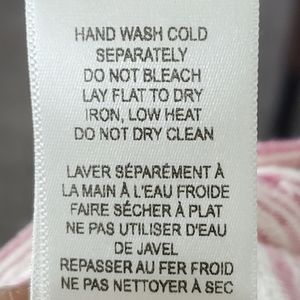 HAND WASH COLD
SEPARATELY
DO NOT BLEACH
LAY FLAT TO DRY
IRON, LOW HEAT
DO NOT DRY CLEAN
LAVER SÉPARÉMENT À
LA MAIN À L'EAU FROIDE
FAIRE SÉCHER À PLAT
NE PAS UTILISER D'EAU
DE JAVEL
REPASSER AU FER FROID
NE PAS NETTOYER À SEC